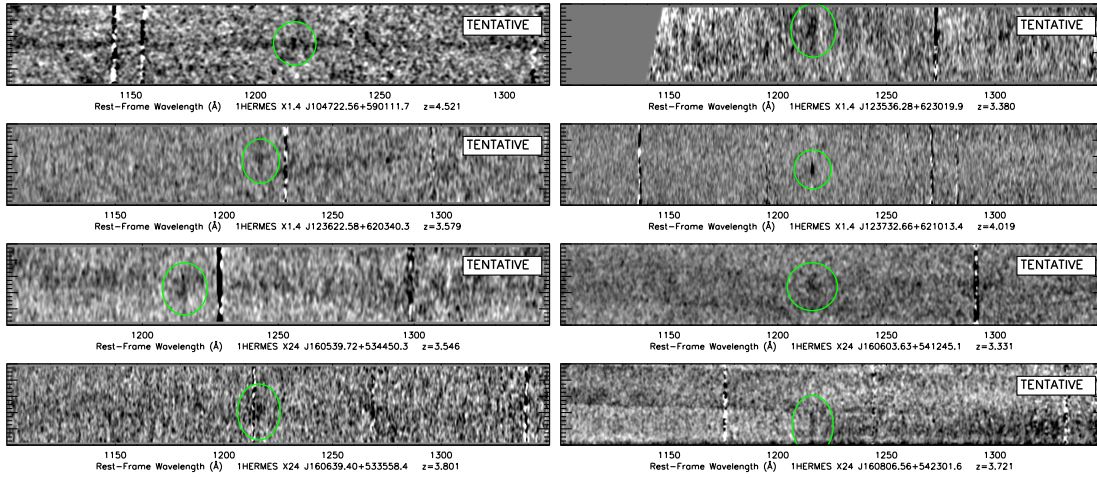 TENTATIVE
1150 1200 1250 1300
Rest-Frame Wavelength (Å) 1HERMES X1.4 J104722.56+590111.7 z=4.521
TENTATIVE
1150 1200 1250 1300
Rest-Frame Wavelength (Å) 1HERMES X1.4 J123536.28+623019.9 z=3.380
TENTATIVE
1150 1200 1250 1300
Rest-Frame Wavelength (Å) 1HERMES X1.4 J123622.58+620340.3 z=3.579
TENTATIVE
1150 1200 1250 1300
Rest-Frame Wavelength (Å) 1HERMES X1.4 J123732.66+621013.4 z=4.019
TENTATIVE
1200 1250 1300
Rest-Frame Wavelength (Å) 1HERMES X24 J160539.72+534450.3 z=3.546
TENTATIVE
1150 1200 1250 1300
Rest-Frame Wavelength (Å) 1HERMES X24 J160603.63+541245.1 z=3.331
1150 1200 1250 1300
Rest-Frame Wavelength (Å) 1HERMES X24 J160639.40+533558.4 z=3.801
TENTATIVE
1150 1200 1250 1300
Rest-Frame Wavelength (Å) 1HERMES X24 J160806.56+542301.6 z=3.721